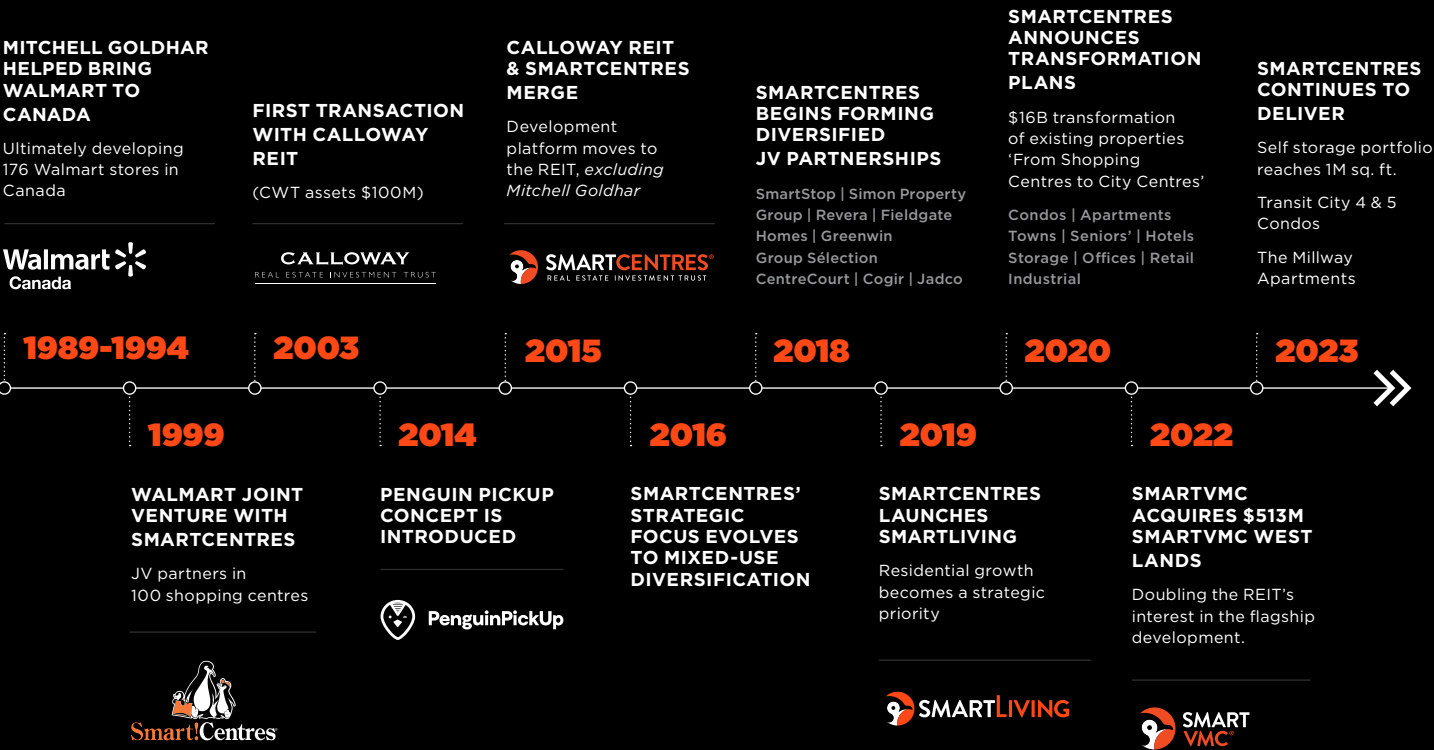 MITCHELL GOLDHAR
HELPED BRING
WALMART TO
CANADA
Ultimately developing
176 Walmart stores in
Canada
Walmart
Canada
1989-1994
1999
WALMART JOINT
VENTURE WITH
SMARTCENTRES
JV partners in
100 shopping centres
Smart!Centres
FIRST TRANSACTION
WITH CALLOWAY
REIT
(CWT assets $100M)
CALLOWAY
REAL ESTATE INVESTMENT TRUST
2003
2014
PENGUIN PICKUP
CONCEPT IS
INTRODUCED
PenguinPickUp
CALLOWAY REIT
& SMARTCENTRES
MERGE
Development
platform moves to
the REIT, excluding
Mitchell Goldhar
SMARTCENTRES®
REAL ESTATE INVESTMENT TRUST
2015
2016
SMARTCENTRES’
STRATEGIC
FOCUS EVOLVES
TO MIXED-USE
DIVERSIFICATION
SMARTCENTRES
BEGINS FORMING
DIVERSIFIED
JV PARTNERSHIPS
SmartStop | Simon Property
Group | Revera | Fieldgate
Homes | Greenwin
Group Sélection
CentreCourt | Cogir | Jadco
2018
2019
SMARTCENTRES
LAUNCHES
SMARTLIVING
Residential growth
becomes a strategic
priority
SMARTLIVING
SMARTCENTRES
ANNOUNCES
TRANSFORMATION
PLANS
$16B transformation
of existing properties
‘From Shopping
Centres to City Centres’
Condos | Apartments
Towns | Seniors’ | Hotels
Storage | Offices | Retail
Industrial
2020
2022
SMARTVMC
ACQUIRES $513M
SMARTVMC WEST
LANDS
Doubling the REIT’s
interest in the flagship
development.
SMART
VMC®
SMARTCENTRES
CONTINUES TO
DELIVER
Self storage portfolio
reaches 1M sq. ft.
Transit City 4 & 5
Condos
The Millway
Apartments
2023